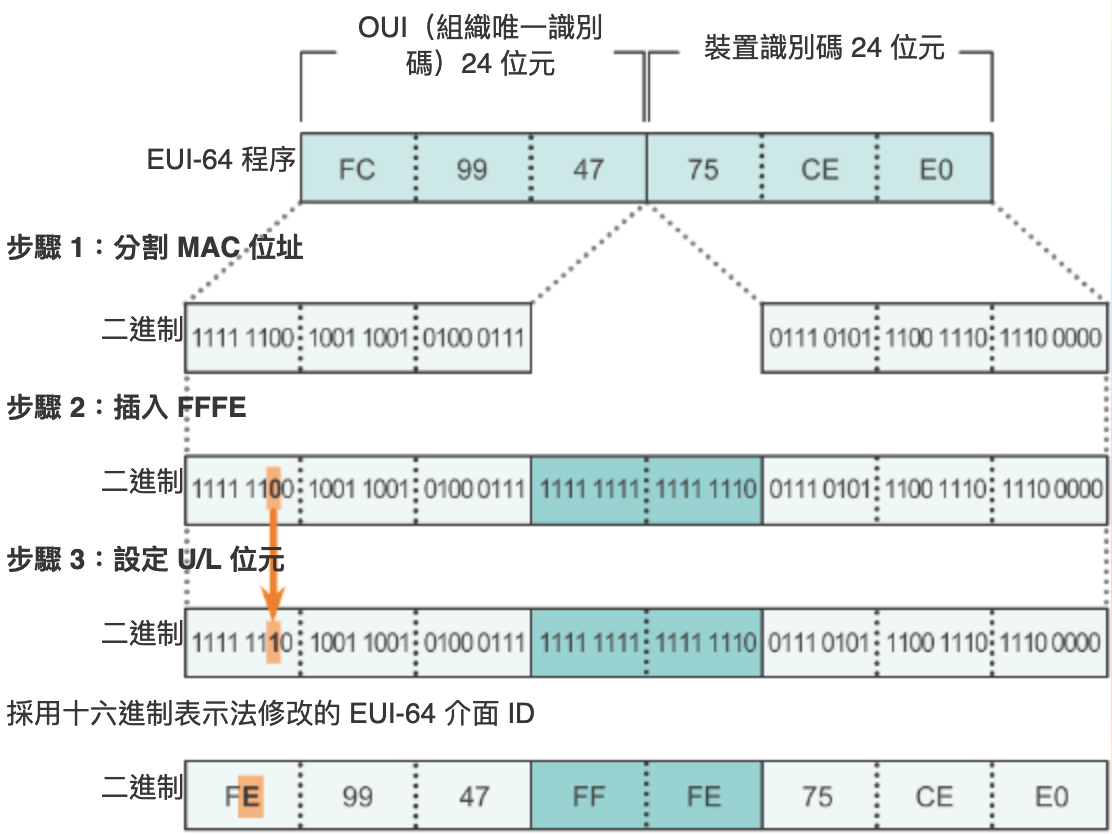 OUI（組織唯一識別
碼）24 位元
裝置識別碼 24 位元
EUI-64 程序
FC 99 47 75 CE E0
步驟 1：分割 MAC 位址
二進制
1111 1100 1001 1001 0100 0111 0111 0101 1100 1110 1110 0000
步驟 2：插入 FFFE
二進制
1111 1100 1001 1001 0100 0111 1111 1111 1111 1110 0111 0101 1100 1110 1110 0000
步驟 3：設定 U/L 位元
二進制
1111 1110 1001 1001 0100 0111 1111 1111 1111 1110 0111 0101 1100 1110 1110 0000
採用十六進制表示法修改的 EUI-64 介面 ID
二進制
FE 99 47 FF FE 75 CE E0